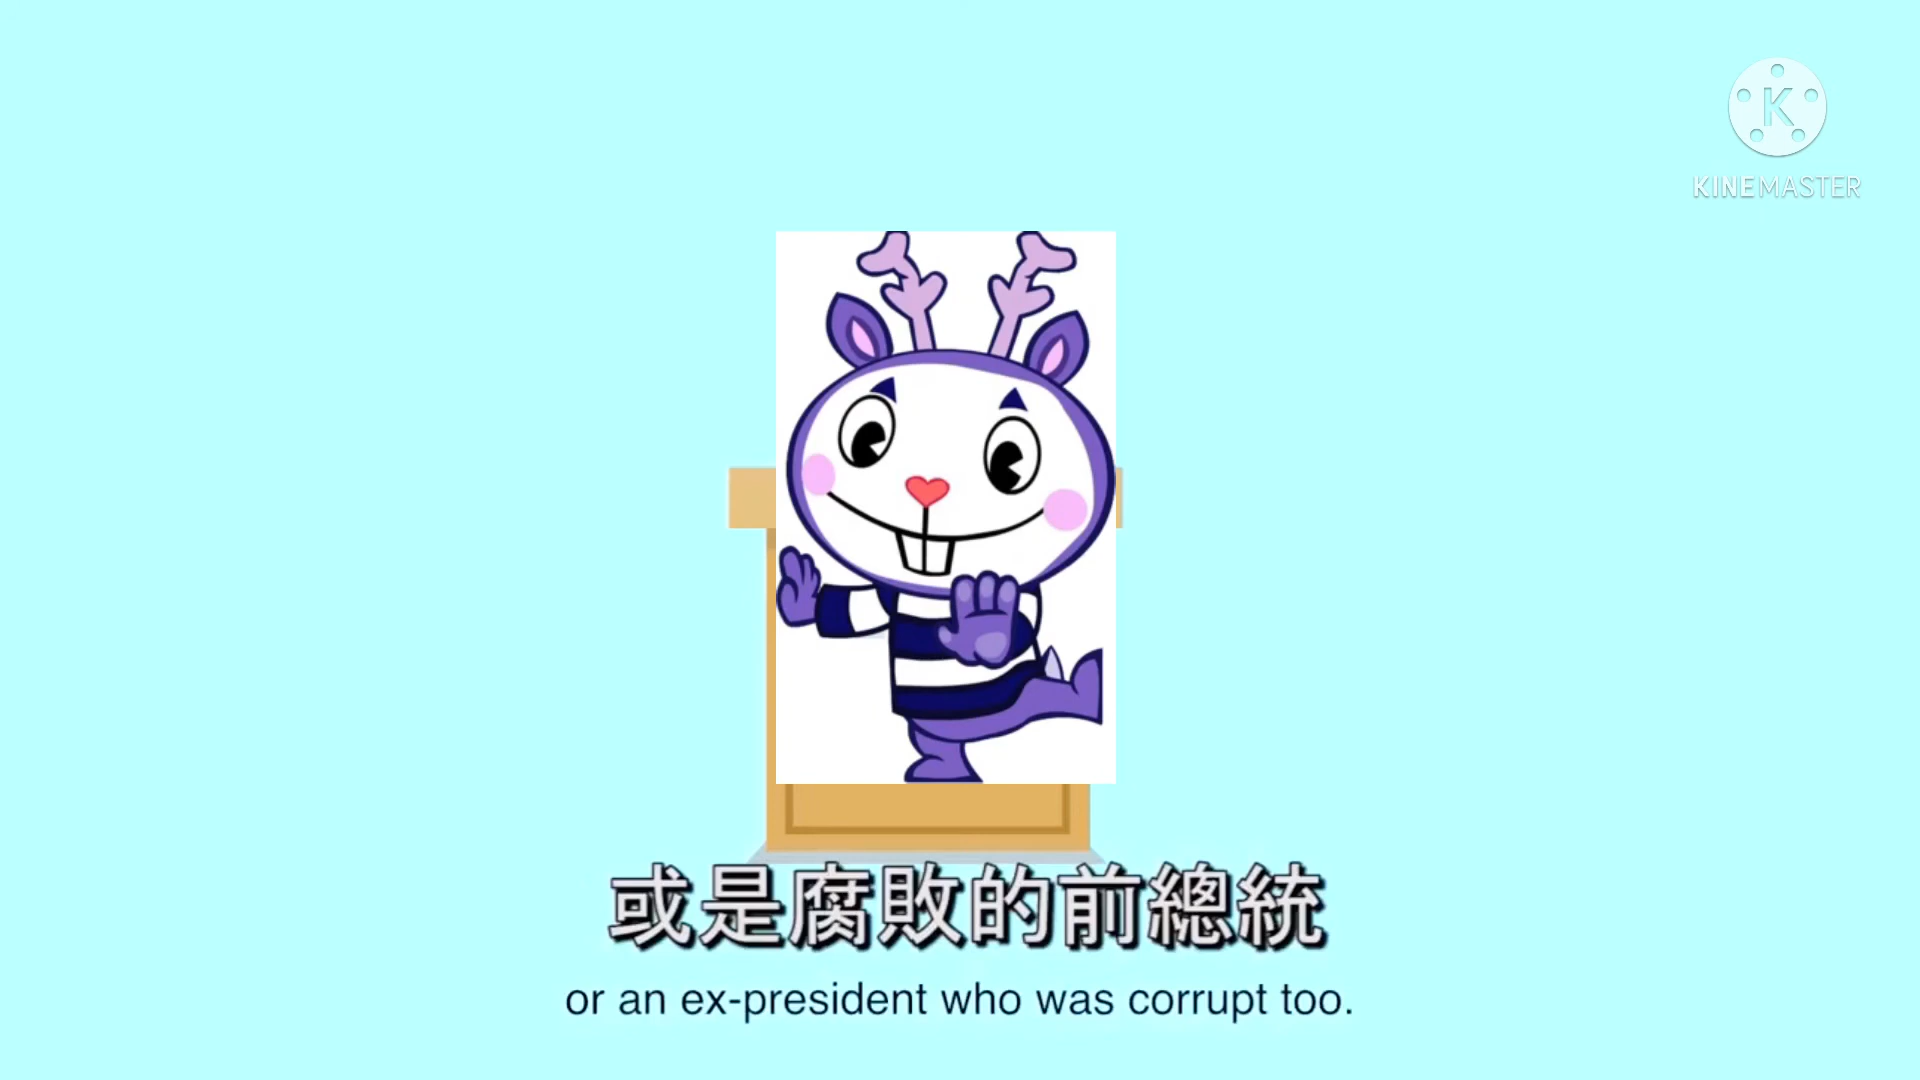 K
KINEMASTER
或是腐敗的前總統
or an ex-president who was corrupt too.